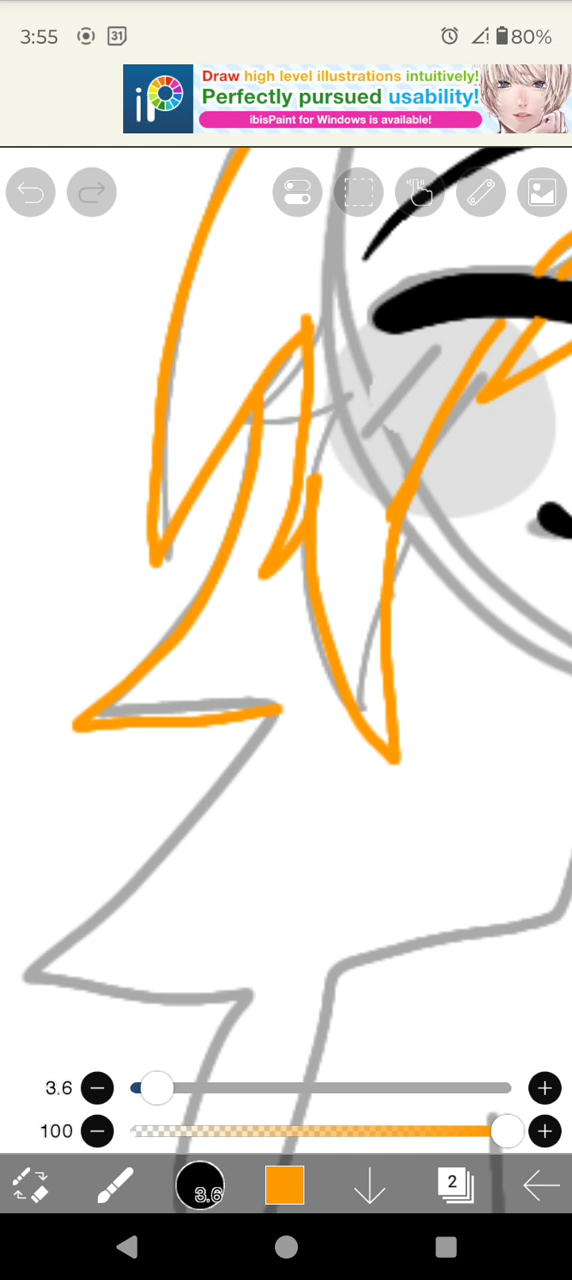 3:55 31 80%
iP
Draw high level illustrations intuitively!
Perfectly pursued usability!
ibisPaint for Windows is available!
3.6
100
3.6
2